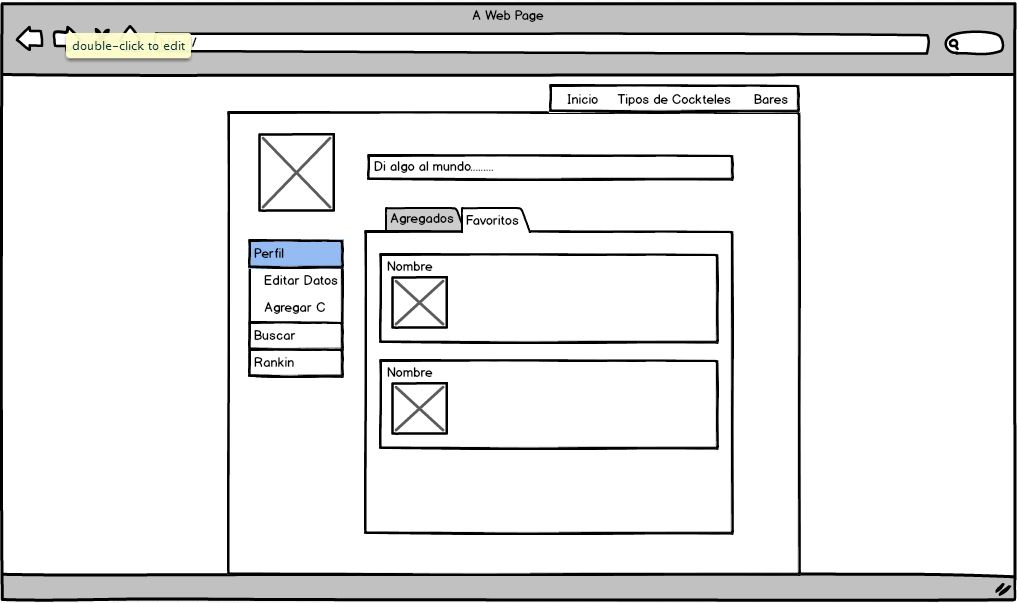 A Web Page
double-click to edit
/
Inicio Tipos de Cockteles Bares
Di algo al mundo.........
Agregados Favoritos
Perfil
Editar Datos
Agregar C
Buscar
Rankin
Nombre
Nombre